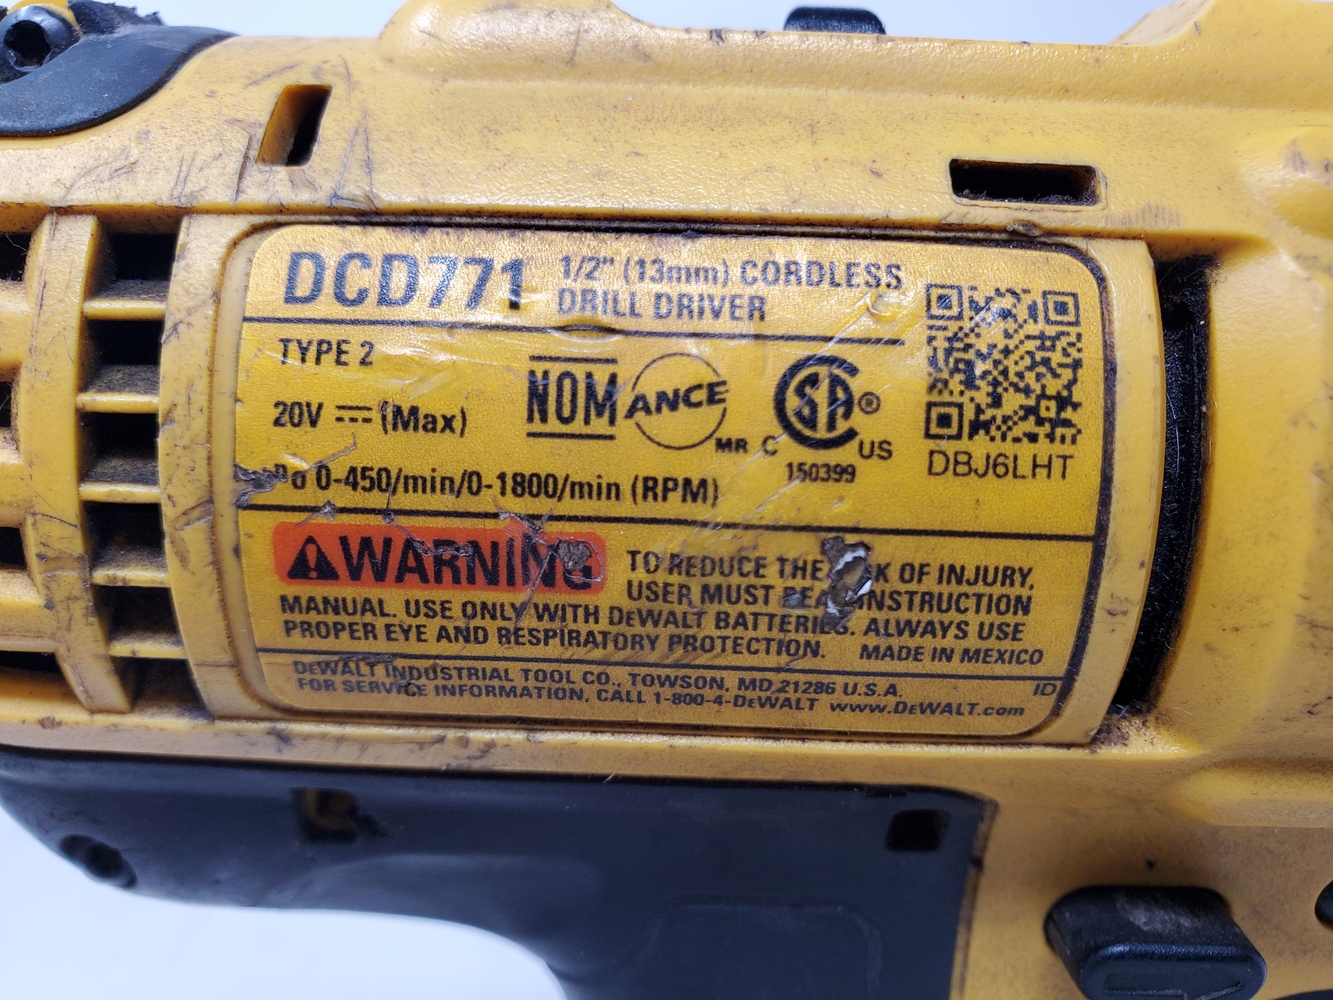 DCD771 1/2" (13mm) CORDLESS
DRILL DRIVER
TYPE 2
20V ⎓ (Max)
NOM ANCE MR C SA ® US
150399
DBJ6LHT
0-450/min/0-1800/min (RPM)
⚠WARNING TO REDUCE THE OF INJURY,
USER MUST INSTRUCTION
MANUAL. USE ONLY WITH DEWALT BATTERIES. ALWAYS USE
PROPER EYE AND RESPIRATORY PROTECTION. MADE IN MEXICO
DEWALT INDUSTRIAL TOOL CO., TOWSON, MD 21286 U.S.A. ID
FOR SERVICE INFORMATION, CALL 1-800-4-DEWALT www.DEWALT.com